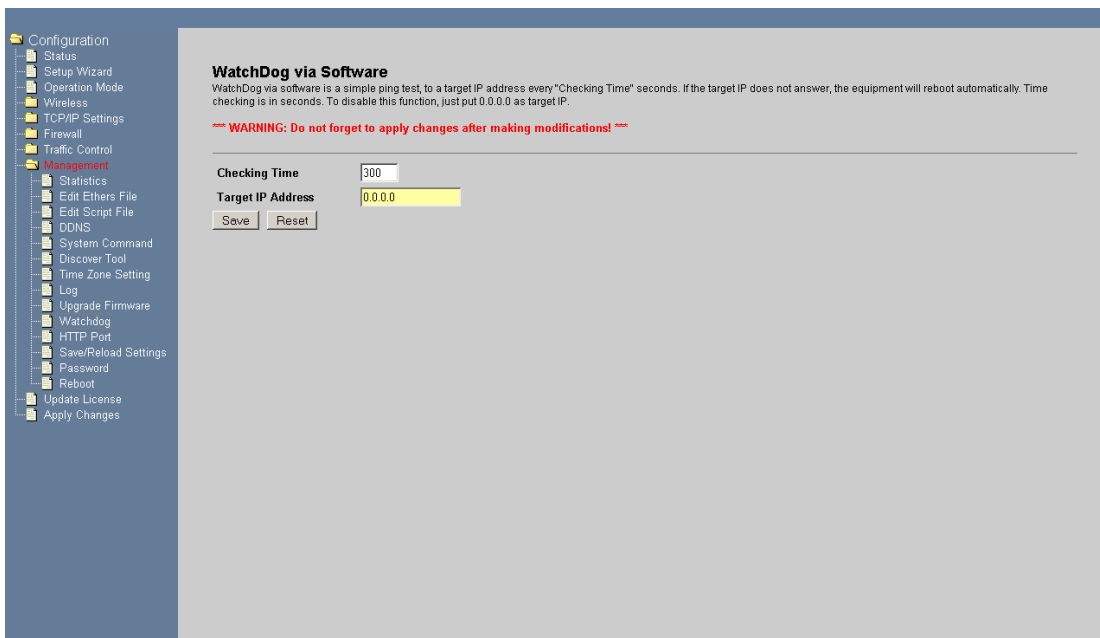 Configuration
Status
Setup Wizard
Operation Mode
Wireless
TCP/IP Settings
Firewall
Traffic Control
Management
Statistics
Edit Ethers File
Edit Script File
DDNS
System Command
Discover Tool
Time Zone Setting
Log
Upgrade Firmware
Watchdog
HTTP Port
Save/Reload Settings
Password
Reboot
Update License
Apply Changes
WatchDog via Software
WatchDog via software is a simple ping test, to a target IP address every "Checking Time" seconds. If the target IP does not answer, the equipment will reboot automatically. Time
checking is in seconds. To disable this function, just put 0.0.0.0 as target IP.
*** WARNING: Do not forget to apply changes after making modifications! ***
Checking Time 300
Target IP Address 0.0.0.0
Save Reset